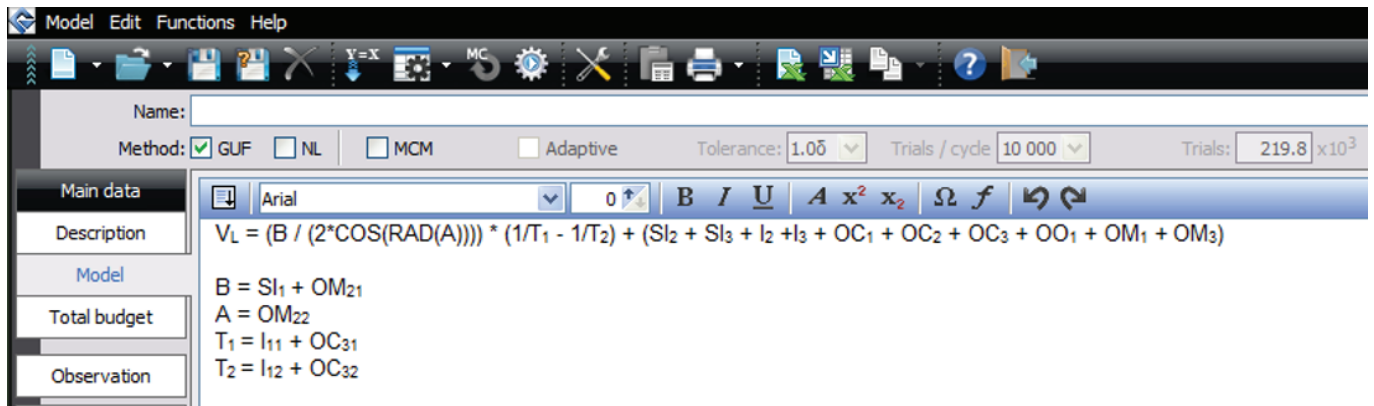 Model Edit Functions Help
Y=X MC
Name:
Method: GUF NL MCM Adaptive Tolerance: 1.0δ Trials / cycle 10 000 Trials: 219.8 x10³
Main data
Arial 0 B I U A x² x₂ Ω f
Description
V_L = (B / (2*COS(RAD(A)))) * (1/T₁ - 1/T₂) + (SI₂ + SI₃ + I₂ +I₃ + OC₁ + OC₂ + OC₃ + OO₁ + OM₁ + OM₃)
Model
B = SI₁ + OM₂₁
A = OM₂₂
Total budget
T₁ = I₁₁ + OC₃₁
T₂ = I₁₂ + OC₃₂
Observation